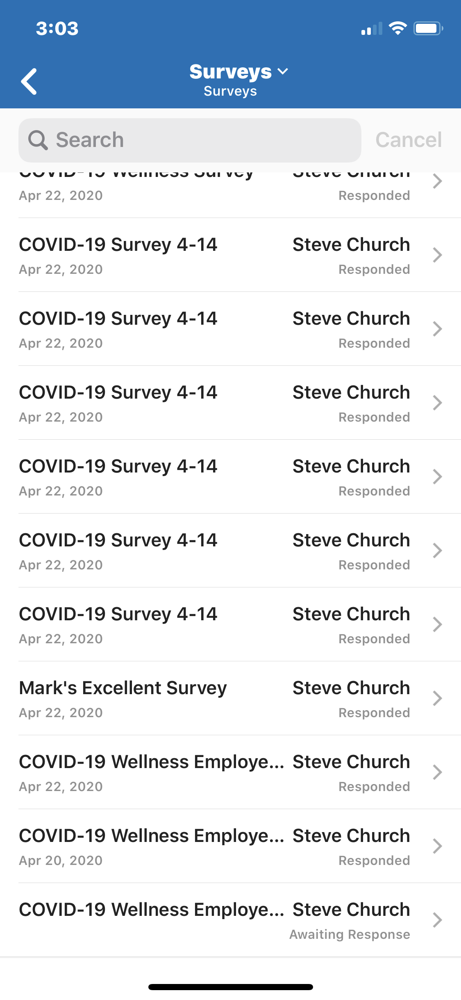 3:03
Surveys
Surveys
Search
Cancel
COVID-19 Wellness Survey Steve Church
Apr 22, 2020 Responded
COVID-19 Survey 4-14 Steve Church
Apr 22, 2020 Responded
COVID-19 Survey 4-14 Steve Church
Apr 22, 2020 Responded
COVID-19 Survey 4-14 Steve Church
Apr 22, 2020 Responded
COVID-19 Survey 4-14 Steve Church
Apr 22, 2020 Responded
COVID-19 Survey 4-14 Steve Church
Apr 22, 2020 Responded
COVID-19 Survey 4-14 Steve Church
Apr 22, 2020 Responded
Mark's Excellent Survey Steve Church
Apr 22, 2020 Responded
COVID-19 Wellness Employe... Steve Church
Apr 22, 2020 Responded
COVID-19 Wellness Employe... Steve Church
Apr 20, 2020 Responded
COVID-19 Wellness Employe... Steve Church
Awaiting Response